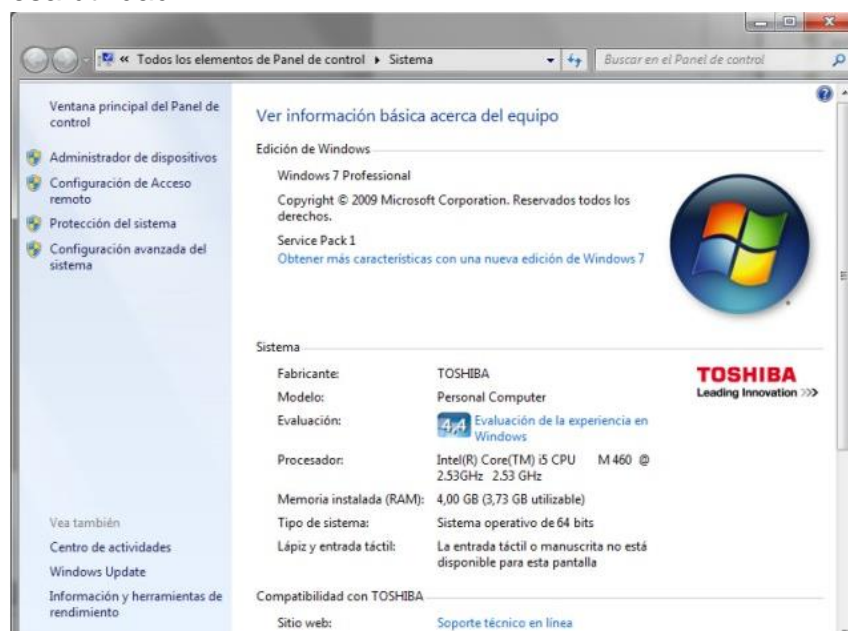 « Todos los elementos de Panel de control ▸ Sistema
Buscar en el Panel de control
Ventana principal del Panel de
control
Administrador de dispositivos
Configuración de Acceso
remoto
Protección del sistema
Configuración avanzada del
sistema
Vea también
Centro de actividades
Windows Update
Información y herramientas de
rendimiento
Ver información básica acerca del equipo
Edición de Windows
Windows 7 Professional
Copyright © 2009 Microsoft Corporation. Reservados todos los
derechos.
Service Pack 1
Obtener más características con una nueva edición de Windows 7
Sistema
Fabricante: TOSHIBA
Modelo: Personal Computer
Evaluación: 4,4 Evaluación de la experiencia en
Windows
Procesador: Intel(R) Core(TM) i5 CPU M 460 @
2.53GHz 2.53 GHz
Memoria instalada (RAM): 4,00 GB (3,73 GB utilizable)
Tipo de sistema: Sistema operativo de 64 bits
Lápiz y entrada táctil: La entrada táctil o manuscrita no está
disponible para esta pantalla
TOSHIBA
Leading Innovation >>>
Compatibilidad con TOSHIBA
Sitio web: Soporte técnico en línea